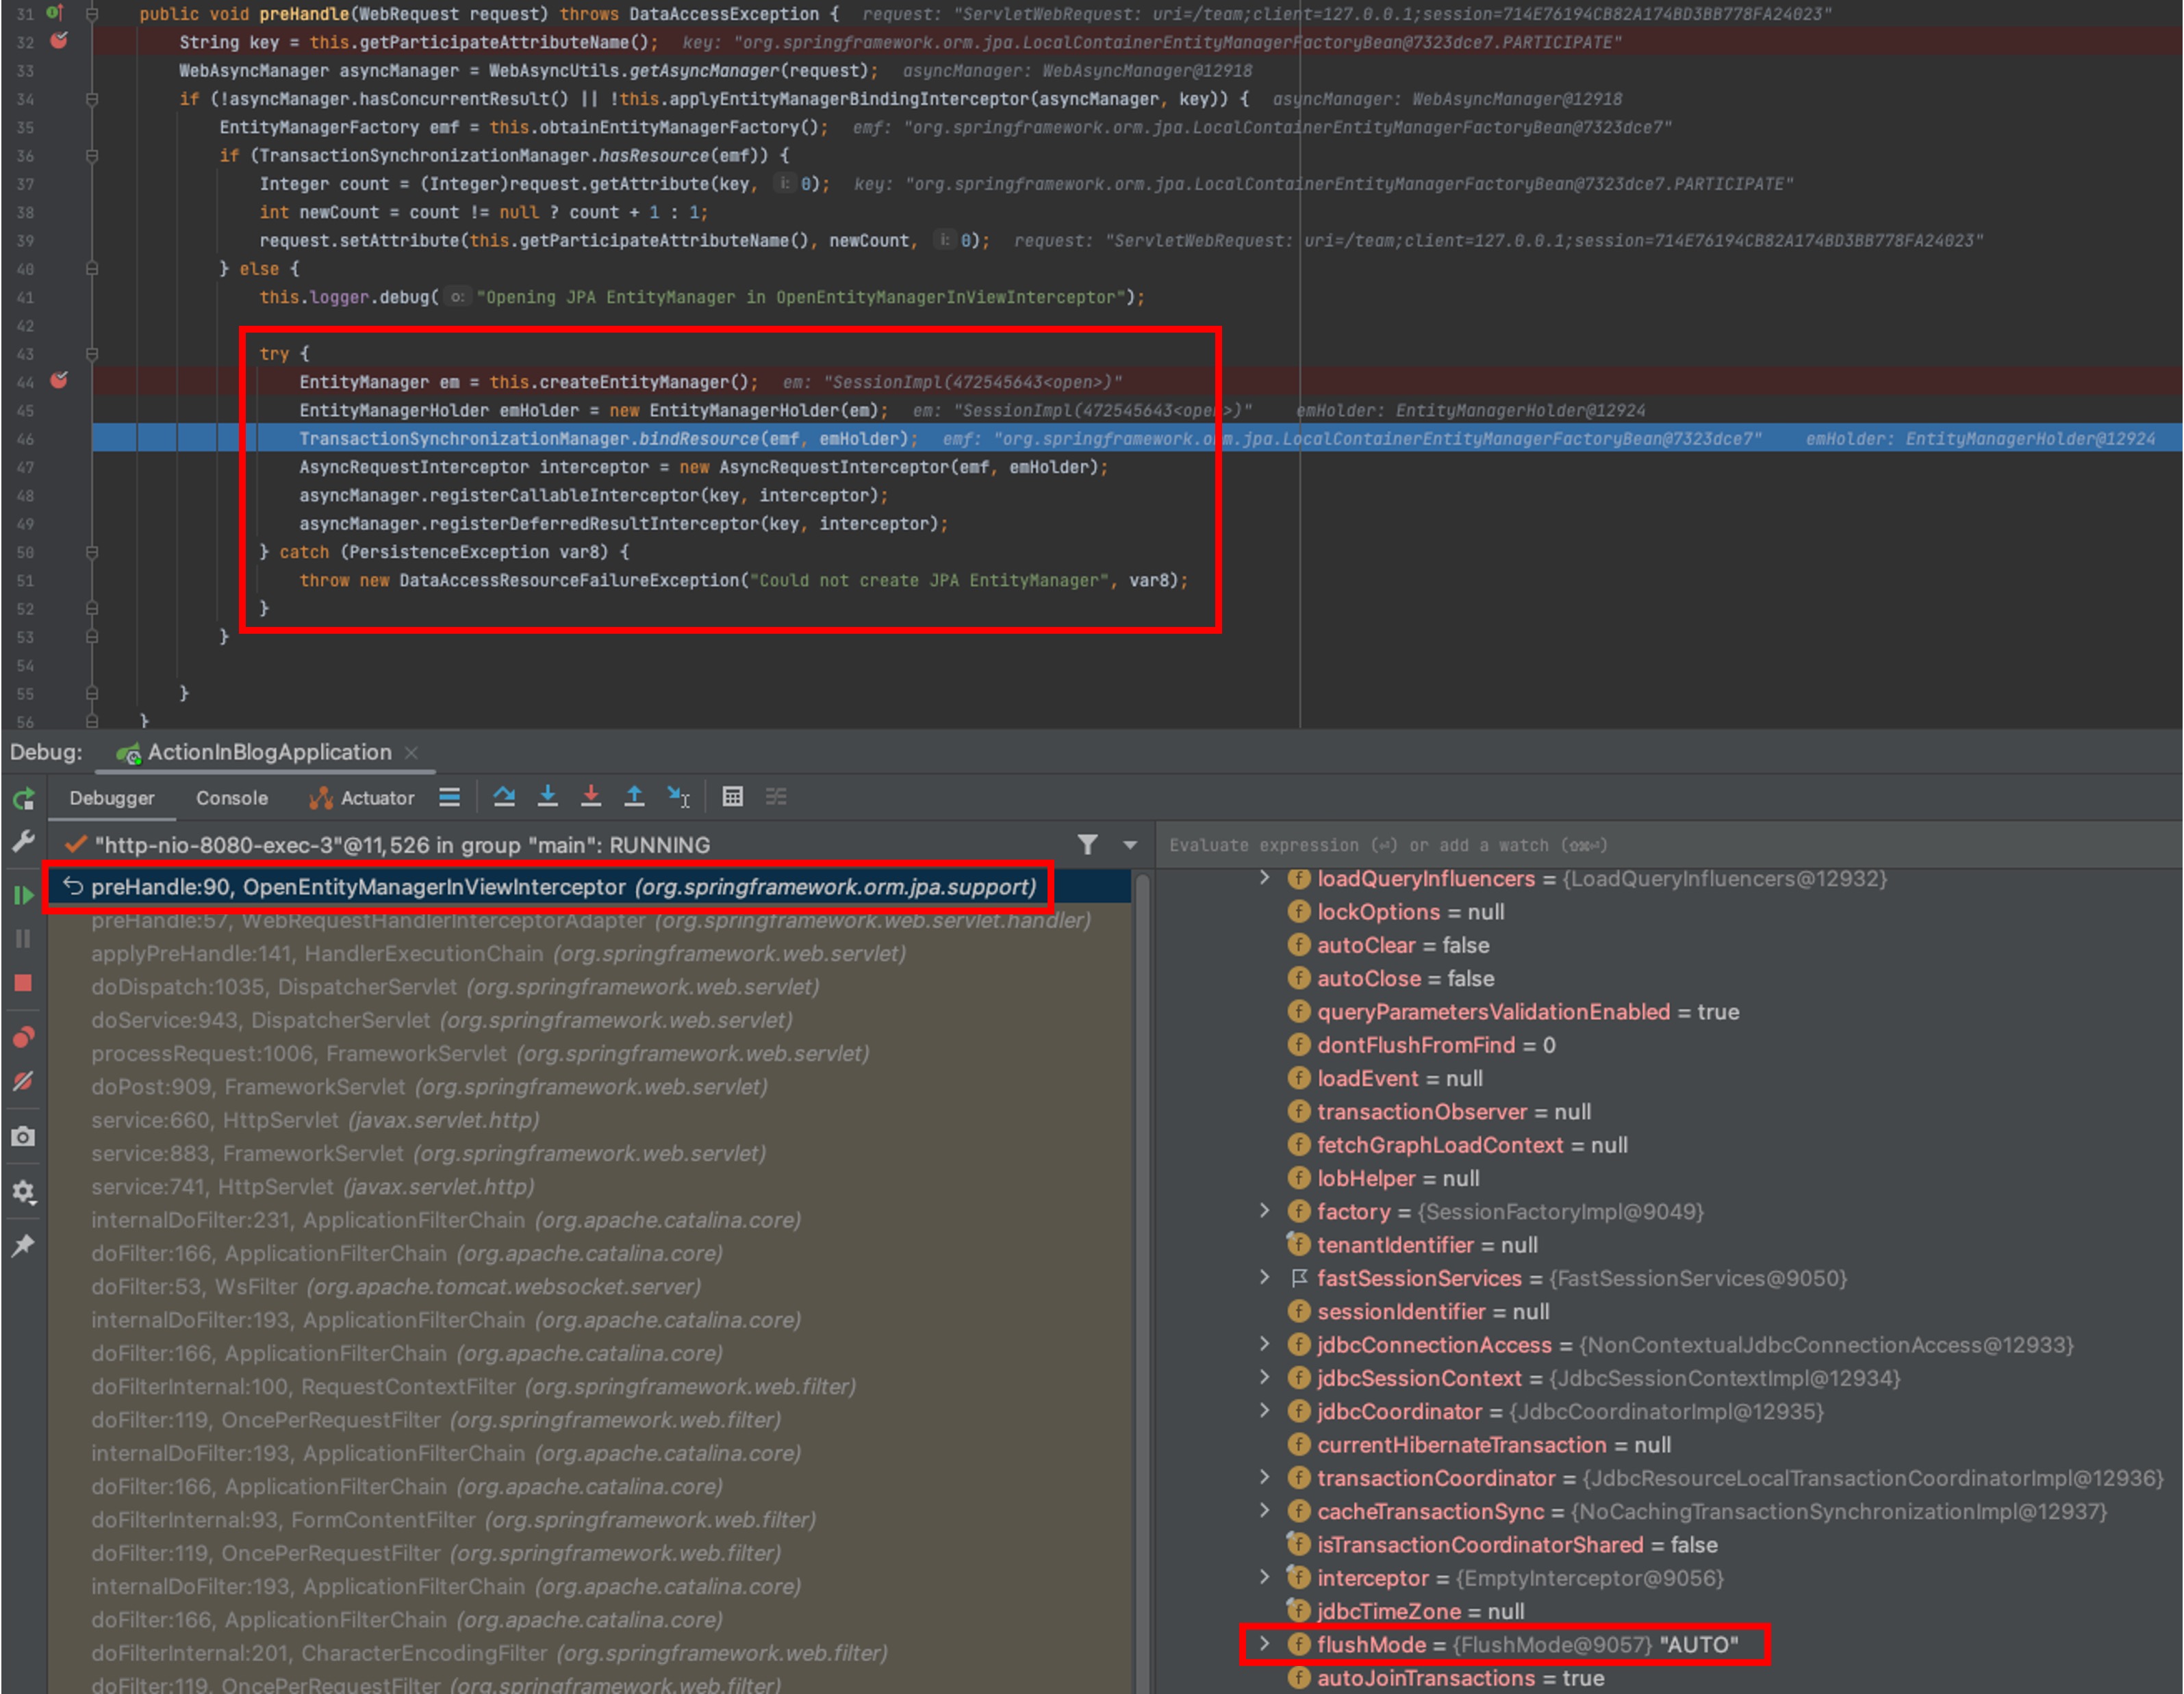 31 public void preHandle(WebRequest request) throws DataAccessException { request: "ServletWebRequest: uri=/team;client=127.0.0.1;session=714E76194CB82A174BD3BB778FA24023"
32 String key = this.getParticipateAttributeName(); key: "org.springframework.orm.jpa.LocalContainerEntityManagerFactoryBean@7323dce7.PARTICIPATE"
33 WebAsyncManager asyncManager = WebAsyncUtils.getAsyncManager(request); asyncManager: WebAsyncManager@12918
34 if (!asyncManager.hasConcurrentResult() || !this.applyEntityManagerBindingInterceptor(asyncManager, key)) { asyncManager: WebAsyncManager@12918
35 EntityManagerFactory emf = this.obtainEntityManagerFactory(); emf: "org.springframework.orm.jpa.LocalContainerEntityManagerFactoryBean@7323dce7"
36 if (TransactionSynchronizationManager.hasResource(emf)) {
37 Integer count = (Integer)request.getAttribute(key, i: 0); key: "org.springframework.orm.jpa.LocalContainerEntityManagerFactoryBean@7323dce7.PARTICIPATE"
38 int newCount = count != null ? count + 1 : 1;
39 request.setAttribute(this.getParticipateAttributeName(), newCount, i: 0); request: "ServletWebRequest: uri=/team;client=127.0.0.1;session=714E76194CB82A174BD3BB778FA24023"
40 } else {
41 this.logger.debug( o: "Opening JPA EntityManager in OpenEntityManagerInViewInterceptor");
42
43 try {
44 EntityManager em = this.createEntityManager(); em: "SessionImpl(472545643<open>)"
45 EntityManagerHolder emHolder = new EntityManagerHolder(em); em: "SessionImpl(472545643<open>)" emHolder: EntityManagerHolder@12924
46 TransactionSynchronizationManager.bindResource(emf, emHolder); emf: "org.springframework.orm.jpa.LocalContainerEntityManagerFactoryBean@7323dce7" emHolder: EntityManagerHolder@12924
47 AsyncRequestInterceptor interceptor = new AsyncRequestInterceptor(emf, emHolder);
48 asyncManager.registerCallableInterceptor(key, interceptor);
49 asyncManager.registerDeferredResultInterceptor(key, interceptor);
50 } catch (PersistenceException var8) {
51 throw new DataAccessResourceFailureException("Could not create JPA EntityManager", var8);
52 }
53 }
54
55 }
56 }
Debug: ActionInBlogApplication
Debugger Console Actuator
"http-nio-8080-exec-3"@11,526 in group "main": RUNNING
preHandle:90, OpenEntityManagerInViewInterceptor (org.springframework.orm.jpa.support)
preHandle:57, WebRequestHandlerInterceptorAdapter (org.springframework.web.servlet.handler)
applyPreHandle:141, HandlerExecutionChain (org.springframework.web.servlet)
doDispatch:1035, DispatcherServlet (org.springframework.web.servlet)
doService:943, DispatcherServlet (org.springframework.web.servlet)
processRequest:1006, FrameworkServlet (org.springframework.web.servlet)
doPost:909, FrameworkServlet (org.springframework.web.servlet)
service:660, HttpServlet (javax.servlet.http)
service:883, FrameworkServlet (org.springframework.web.servlet)
service:741, HttpServlet (javax.servlet.http)
internalDoFilter:231, ApplicationFilterChain (org.apache.catalina.core)
doFilter:166, ApplicationFilterChain (org.apache.catalina.core)
doFilter:53, WsFilter (org.apache.tomcat.websocket.server)
internalDoFilter:193, ApplicationFilterChain (org.apache.catalina.core)
doFilter:166, ApplicationFilterChain (org.apache.catalina.core)
doFilterInternal:100, RequestContextFilter (org.springframework.web.filter)
doFilter:119, OncePerRequestFilter (org.springframework.web.filter)
internalDoFilter:193, ApplicationFilterChain (org.apache.catalina.core)
doFilter:166, ApplicationFilterChain (org.apache.catalina.core)
doFilterInternal:93, FormContentFilter (org.springframework.web.filter)
doFilter:119, OncePerRequestFilter (org.springframework.web.filter)
internalDoFilter:193, ApplicationFilterChain (org.apache.catalina.core)
doFilter:166, ApplicationFilterChain (org.apache.catalina.core)
doFilterInternal:201, CharacterEncodingFilter (org.springframework.web.filter)
doFilter:119, OncePerRequestFilter (org.springframework.web.filter)
Evaluate expression (⏎) or add a watch (⇧⌘⏎)
loadQueryInfluencers = {LoadQueryInfluencers@12932}
lockOptions = null
autoClear = false
autoClose = false
queryParametersValidationEnabled = true
dontFlushFromFind = 0
loadEvent = null
transactionObserver = null
fetchGraphLoadContext = null
lobHelper = null
factory = {SessionFactoryImpl@9049}
tenantIdentifier = null
fastSessionServices = {FastSessionServices@9050}
sessionIdentifier = null
jdbcConnectionAccess = {NonContextualJdbcConnectionAccess@12933}
jdbcSessionContext = {JdbcSessionContextImpl@12934}
jdbcCoordinator = {JdbcCoordinatorImpl@12935}
currentHibernateTransaction = null
transactionCoordinator = {JdbcResourceLocalTransactionCoordinatorImpl@12936}
cacheTransactionSync = {NoCachingTransactionSynchronizationImpl@12937}
isTransactionCoordinatorShared = false
interceptor = {EmptyInterceptor@9056}
jdbcTimeZone = null
flushMode = {FlushMode@9057} "AUTO"
autoJoinTransactions = true